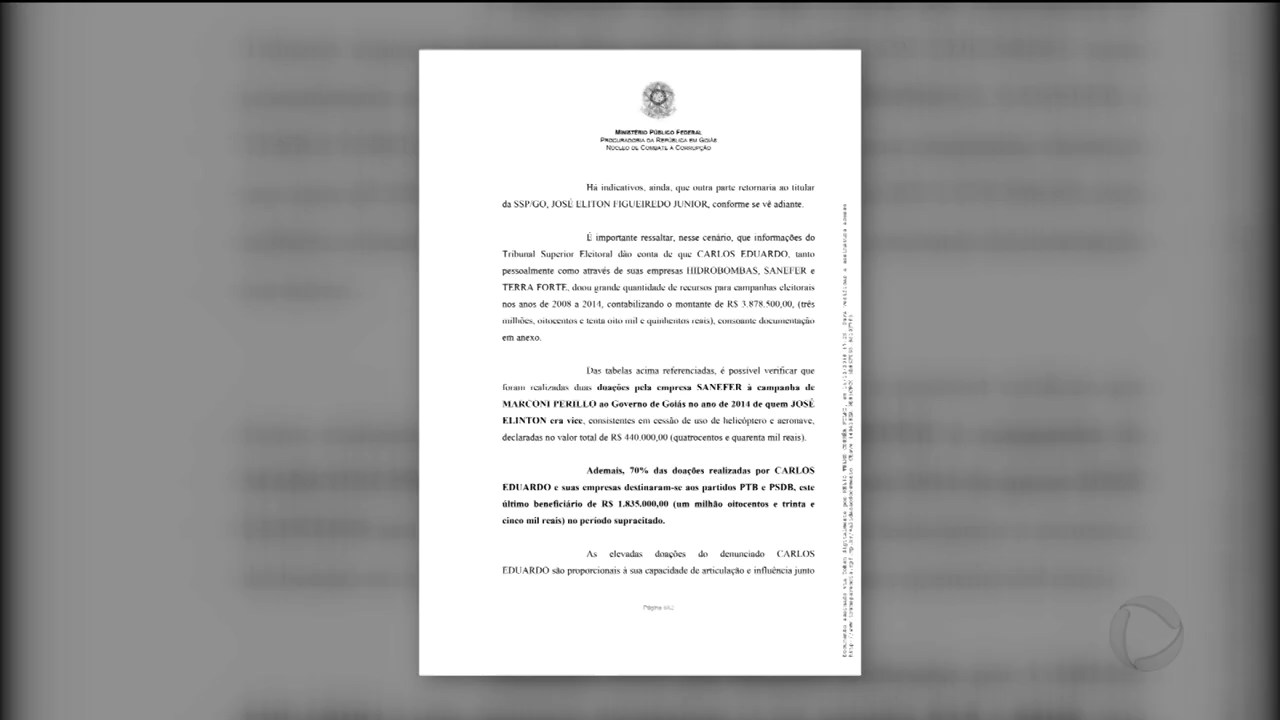 MINISTÉRIO PÚBLICO FEDERAL
PROCURADORIA DA REPÚBLICA EM GOIÁS
NÚCLEO DE COMBATE A CORRUPÇÃO
Há indicativos, ainda, que outra parte retornaria ao titular
da SSP/GO, JOSÉ ELITON FIGUEIREDO JUNIOR, conforme se vê adiante.
É importante ressaltar, nesse cenário, que informações do
Tribunal Superior Eleitoral dão conta de que CARLOS EDUARDO, tanto
pessoalmente como através de suas empresas HIDROBOMBAS, SANEFER e
TERRA FORTE, doou grande quantidade de recursos para campanhas eleitorais
nos anos de 2008 a 2014, contabilizando o montante de R$ 3.878.500,00, (três
milhões, oitocentos e tenta oito mil e quinhentos reais), consoante documentação
em anexo.
Das tabelas acima referenciadas, é possível verificar que
foram realizadas duas doações pela empresa SANEFER à campanha de
MARCONI PERILLO ao Governo de Goiás no ano de 2014 de quem JOSÉ
ELINTON era vice, consistentes em cessão de uso de helicóptero e aeronave,
declaradas no valor total de R$ 440.000,00 (quatrocentos e quarenta mil reais).
Ademais, 70% das doações realizadas por CARLOS
EDUARDO e suas empresas destinaram-se aos partidos PTB e PSDB, este
último beneficiário de R$ 1.835.000,00 (um milhão oitocentos e trinta e
cinco mil reais) no período supracitado.
As elevadas doações do denunciado CARLOS
EDUARDO são proporcionais à sua capacidade de articulação e influência junto
Página